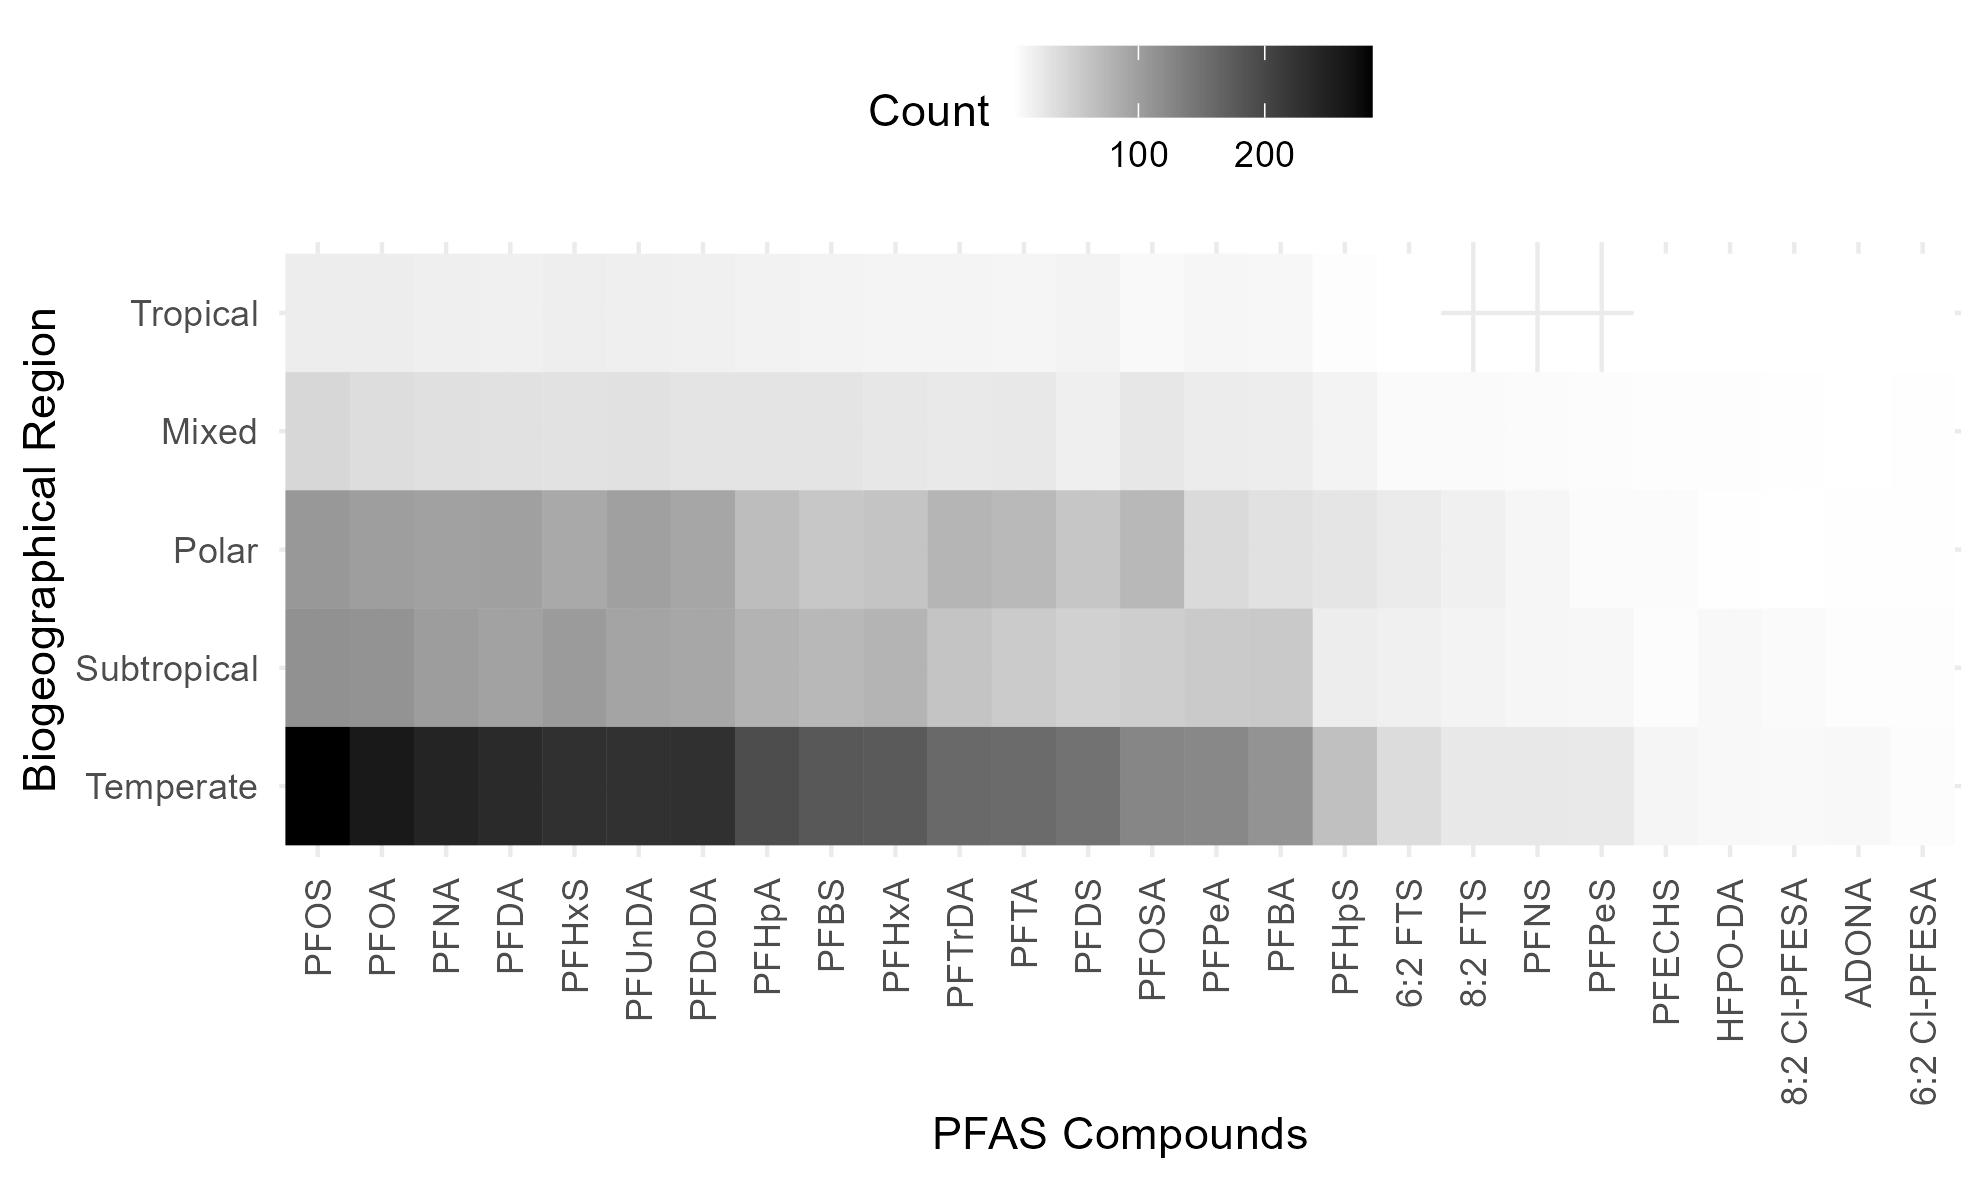 Count
100
200
Biogeographical Region
Tropical
Mixed
Polar
Subtropical
Temperate
PFOS
PFOA
PFNA
PFDA
PFHxS
PFUnDA
PFDoDA
PFHpA
PFBS
PFHxA
PFTrDA
PFTA
PFDS
PFOSA
PFPeA
PFBA
PFHpS
6:2 FTS
8:2 FTS
PFNS
PFPeS
PFECHS
HFPO-DA
8:2 Cl-PFESA
ADONA
6:2 Cl-PFESA
PFAS Compounds